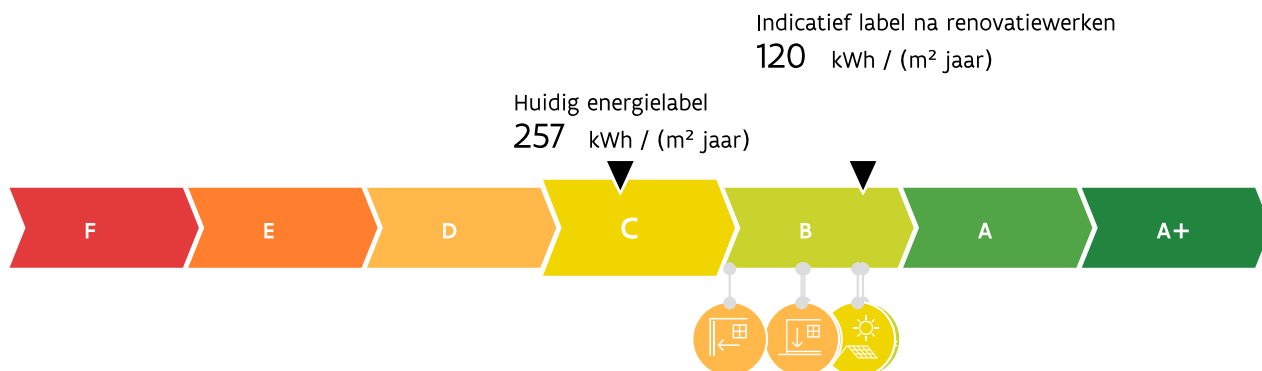 Indicatief label na renovatiewerken
120 kWh / (m² jaar)
Huidig energielabel
257 kWh / (m² jaar)
F E D C B A A+